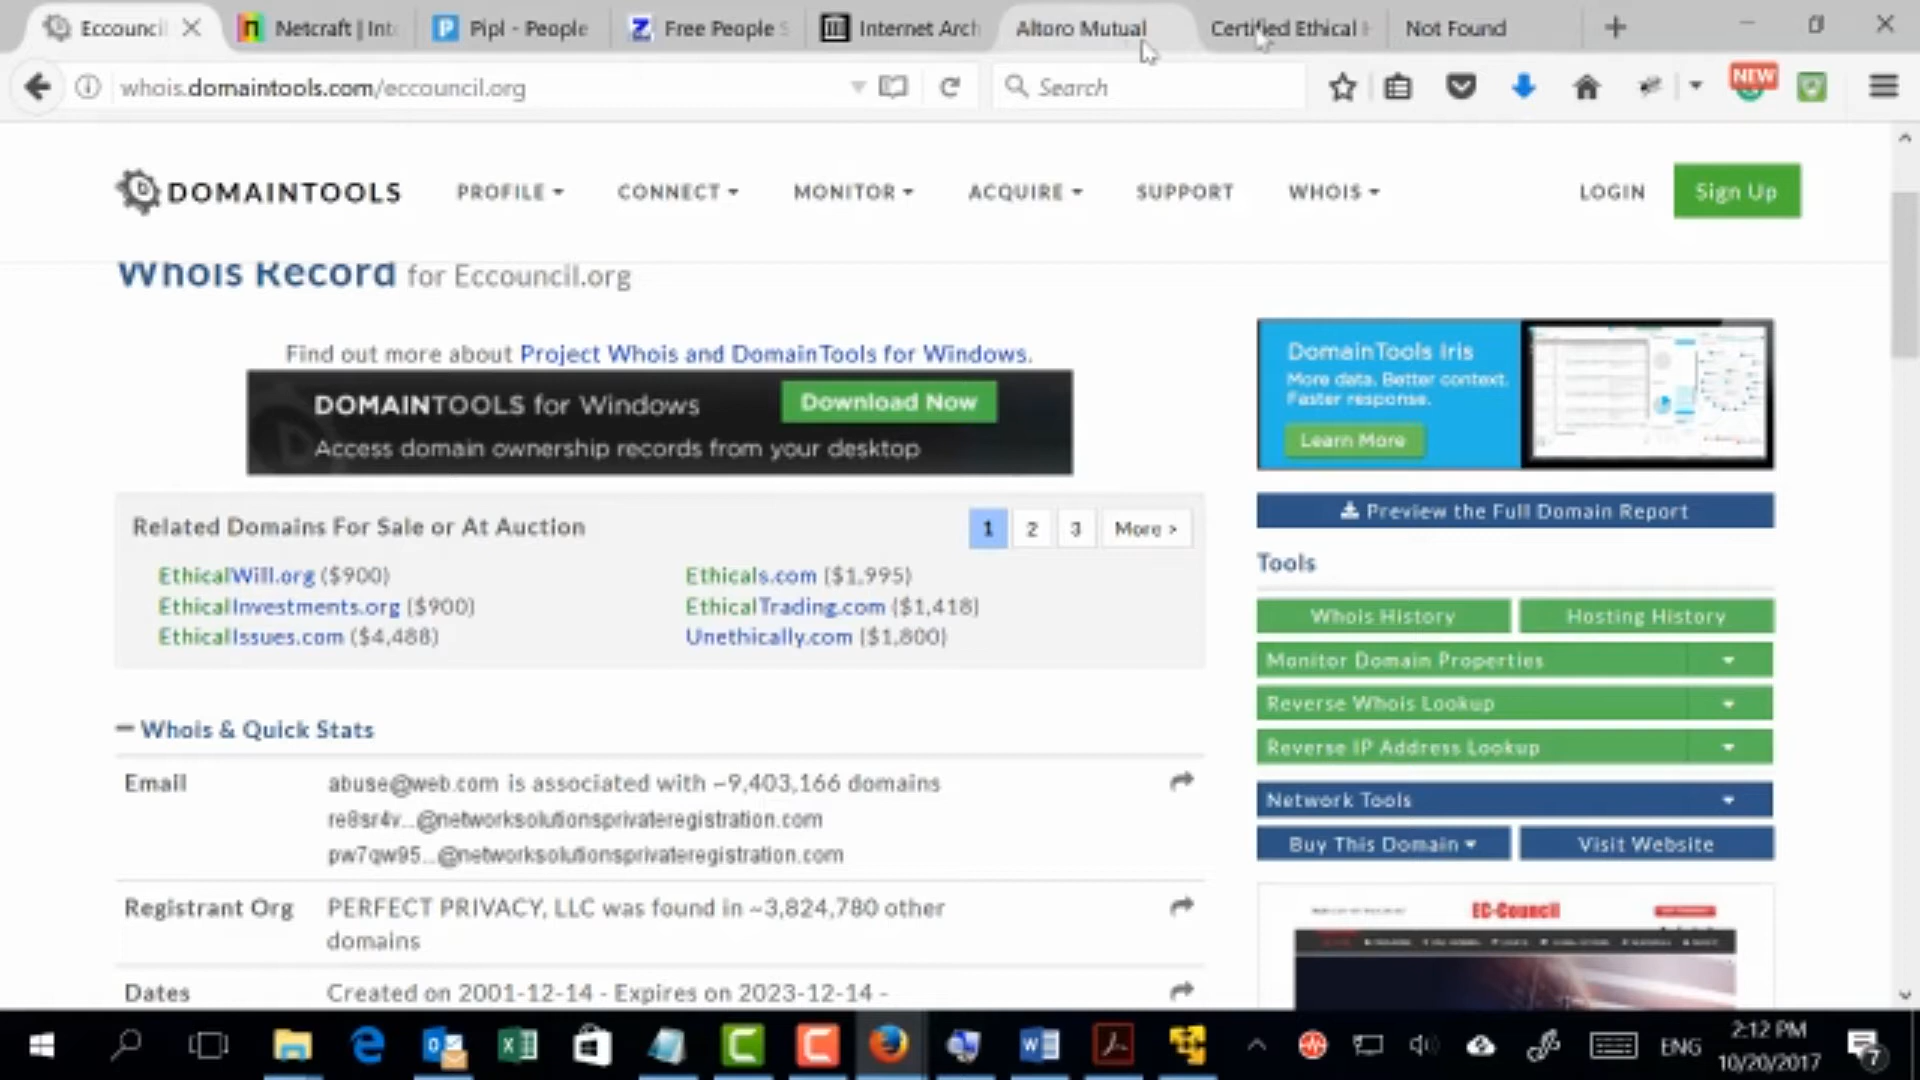 Eccouncil
Netcraft | Int
Pipl - People
Free People S
Internet Arch
Altoro Mutual
Certified Ethical H
Not Found
whois.domaintools.com/eccouncil.org
Search
NEW
DOMAINTOOLS
PROFILE
CONNECT
MONITOR
ACQUIRE
SUPPORT
WHOIS
LOGIN
Sign Up
Whois Record for Eccouncil.org
Find out more about Project Whois and DomainTools for Windows.
DOMAINTOOLS for Windows
Download Now
Access domain ownership records from your desktop
DomainTools Iris
More data. Better context.
Faster response.
Learn More
Preview the Full Domain Report
Related Domains For Sale or At Auction
1 2 3 More >
EthicalWill.org ($900)
Ethicals.com ($1,995)
EthicalInvestments.org ($900)
EthicalTrading.com ($1,418)
EthicalIssues.com ($4,488)
Unethically.com ($1,800)
Tools
Whois History
Hosting History
Monitor Domain Properties
Reverse Whois Lookup
Reverse IP Address Lookup
Network Tools
Buy This Domain
Visit Website
EC-Council
Whois & Quick Stats
Email
abuse@web.com is associated with ~9,403,166 domains
re8sr4v...@networksolutionsprivateregistration.com
pw7qw95...@networksolutionsprivateregistration.com
Registrant Org
PERFECT PRIVACY, LLC was found in ~3,824,780 other
domains
Dates
Created on 2001-12-14 - Expires on 2023-12-14 -
ENG
2:12 PM
10/20/2017
7